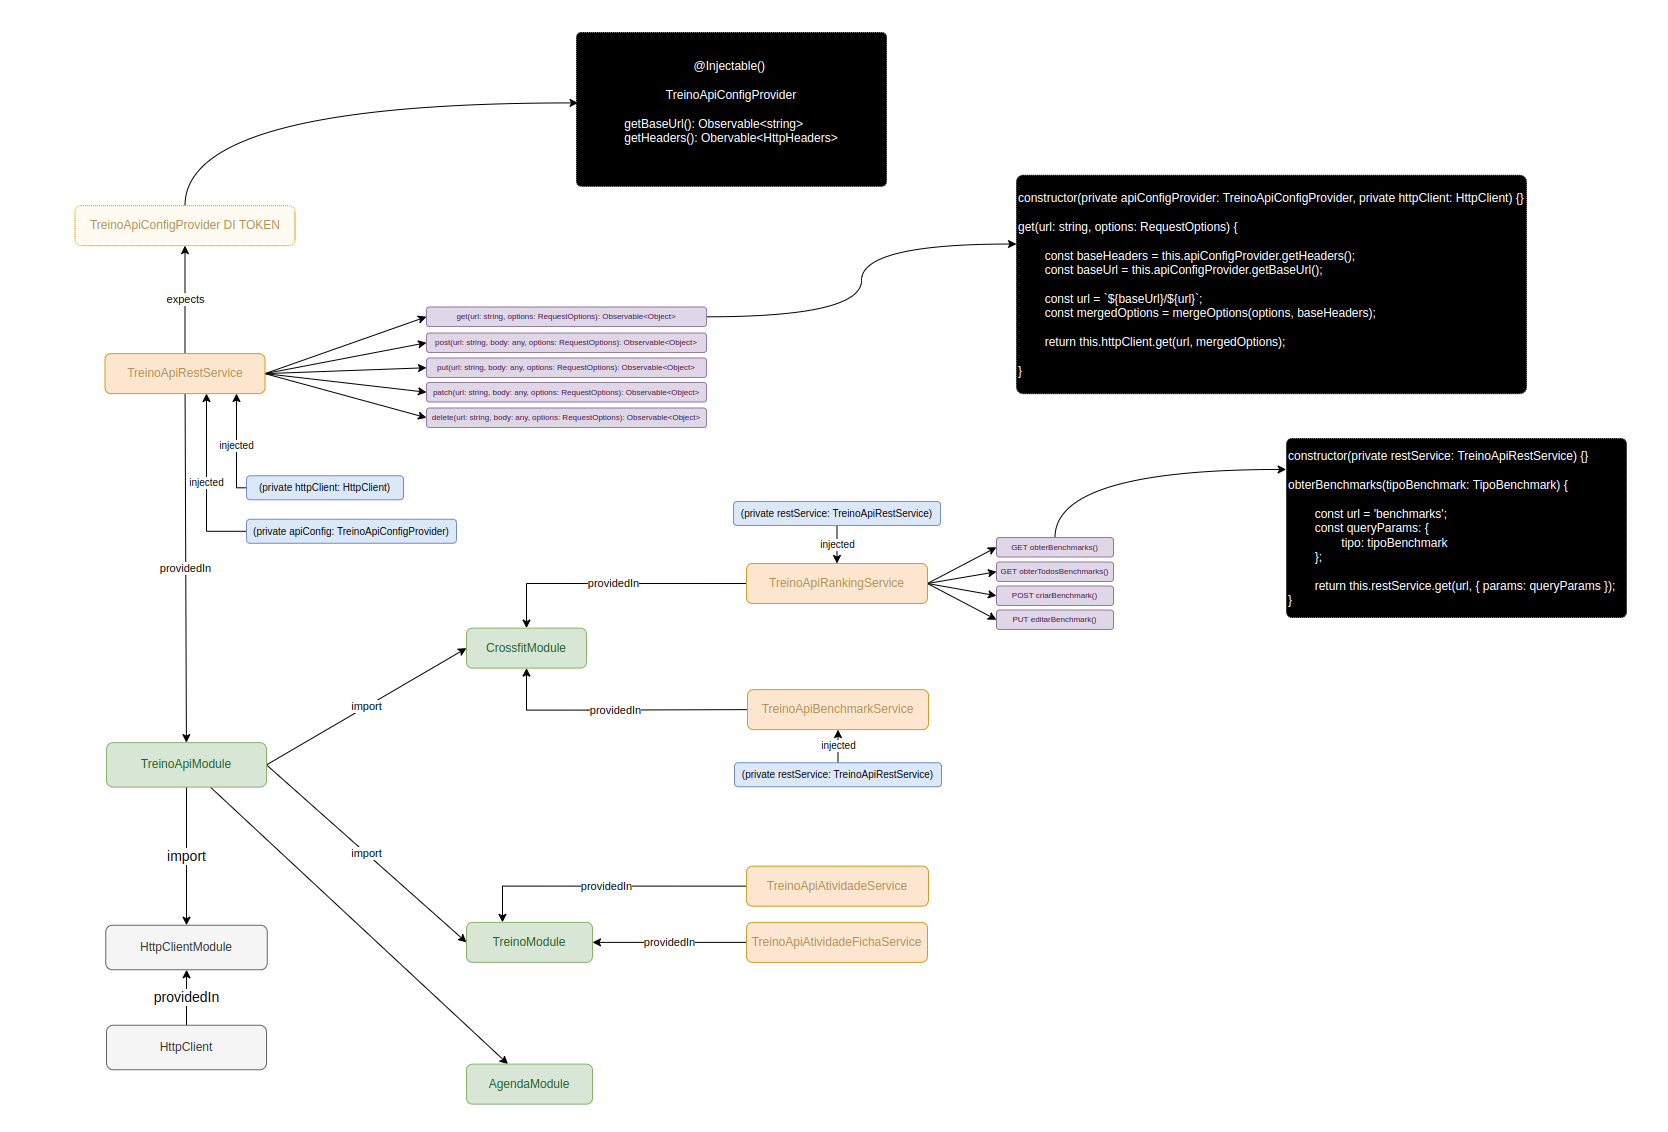 @Injectable()
TreinoApiConfigProvider
getBaseUrl(): Observable<string>
getHeaders(): Obervable<HttpHeaders>
constructor(private apiConfigProvider: TreinoApiConfigProvider, private httpClient: HttpClient) {}
get(url: string, options: RequestOptions) {
const baseHeaders = this.apiConfigProvider.getHeaders();
const baseUrl = this.apiConfigProvider.getBaseUrl();
const url = `${baseUrl}/${url}`;
const mergedOptions = mergeOptions(options, baseHeaders);
return this.httpClient.get(url, mergedOptions);
}
TreinoApiConfigProvider DI TOKEN
expects
get(url: string, options: RequestOptions): Observable<Object>
post(url: string, body: any, options: RequestOptions): Observable<Object>
put(url: string, body: any, options: RequestOptions): Observable<Object>
patch(url: string, body: any, options: RequestOptions): Observable<Object>
delete(url: string, body: any, options: RequestOptions): Observable<Object>
TreinoApiRestService
injected
injected
(private httpClient: HttpClient)
(private apiConfig: TreinoApiConfigProvider)
providedIn
constructor(private restService: TreinoApiRestService) {}
obterBenchmarks(tipoBenchmark: TipoBenchmark) {
const url = 'benchmarks';
const queryParams: {
tipo: tipoBenchmark
};
return this.restService.get(url, { params: queryParams });
}
(private restService: TreinoApiRestService)
injected
TreinoApiRankingService
providedIn
GET obterBenchmarks()
GET obterTodosBenchmarks()
POST criarBenchmark()
PUT editarBenchmark()
CrossfitModule
import
providedIn
TreinoApiBenchmarkService
injected
(private restService: TreinoApiRestService)
TreinoApiModule
import
import
providedIn
TreinoApiAtividadeService
TreinoModule
providedIn
TreinoApiAtividadeFichaService
HttpClientModule
providedIn
HttpClient
AgendaModule